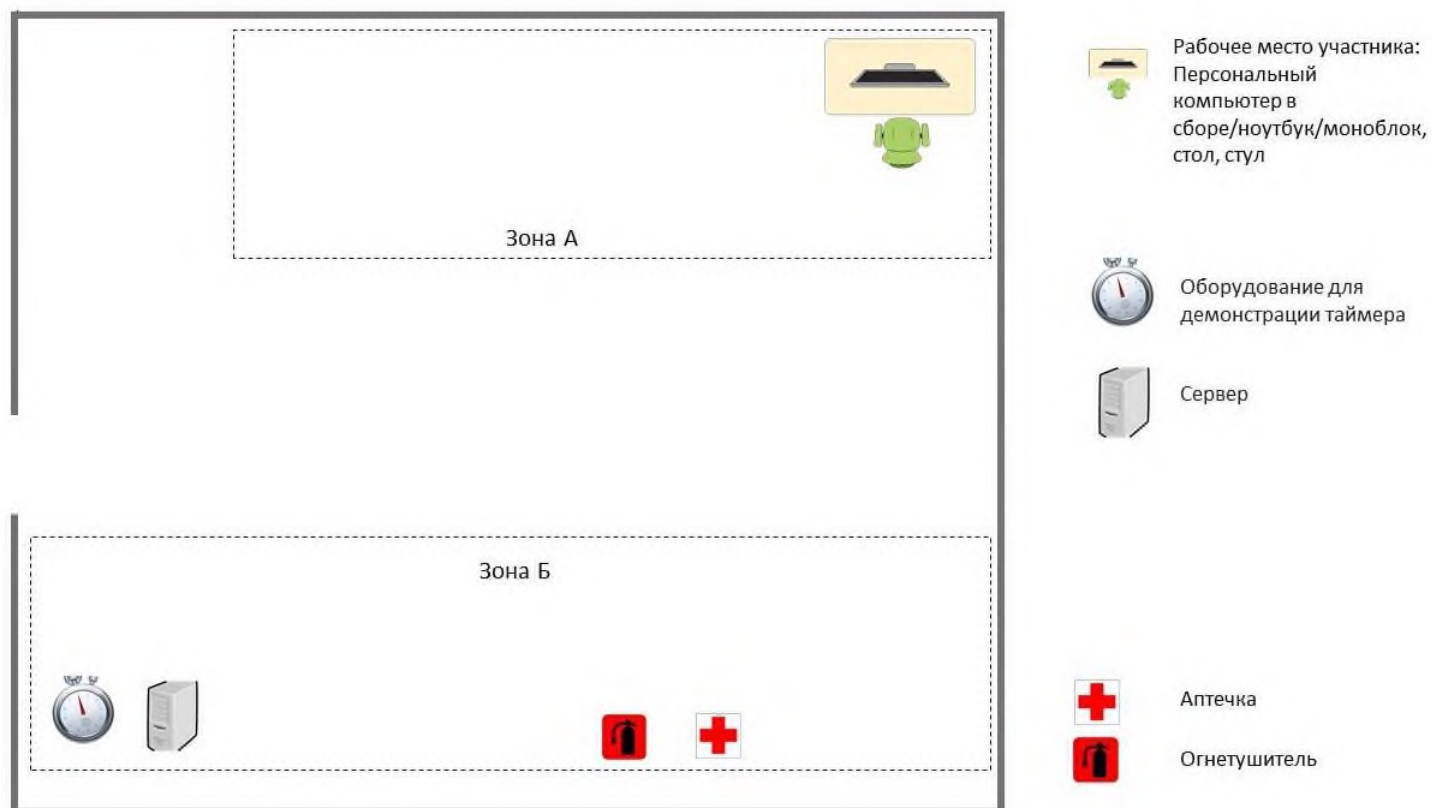 Зона А
Зона Б
Рабочее место участника:
Персональный
компьютер в
сборе/ноутбук/моноблок,
стол, стул
Оборудование для
демонстрации таймера
Сервер
Аптечка
Огнетушитель